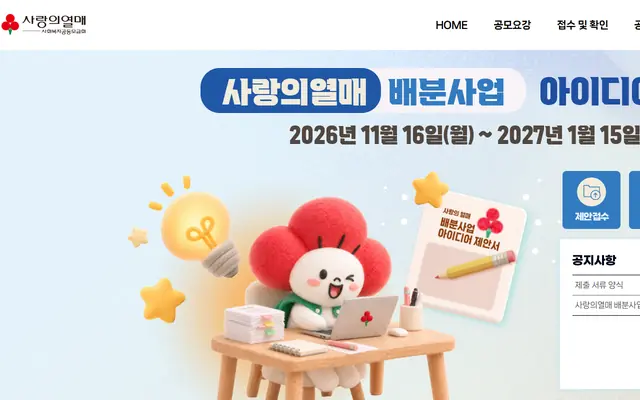 사랑의열매
사회복지공동모금회
HOME 공모요강 접수 및 확인
사랑의열매 배분사업 아이디
2026년 11월 16일(월) ~ 2027년 1월 15일
사랑의 열매
배분사업
아이디어 제안서
제안접수
공지사항
제출 서류 양식
사랑의열매 배분사업